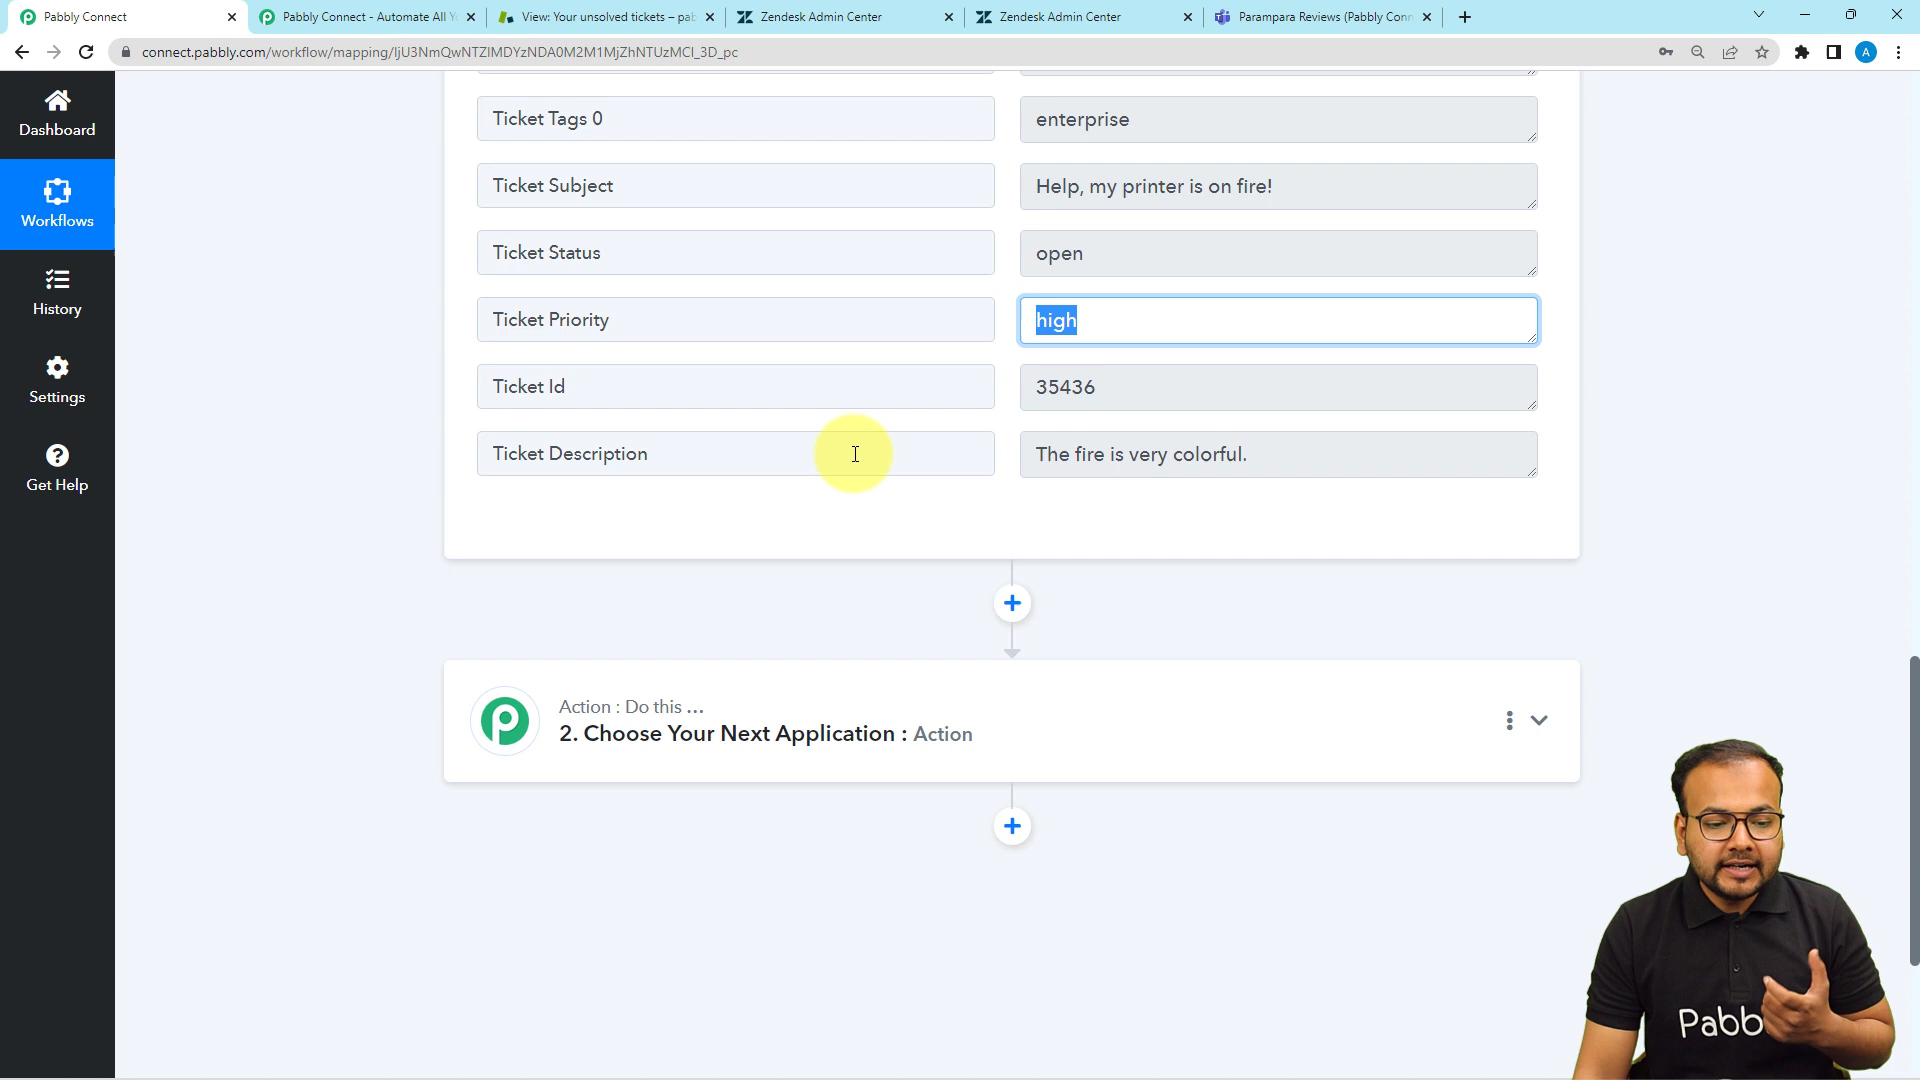 Pabbly Connect
Pabbly Connect - Automate All Y
View: Your unsolved tickets – pab
Zendesk Admin Center
Zendesk Admin Center
Parampara Reviews (Pabbly Conn
connect.pabbly.com/workflow/mapping/
A
Dashboard
Workflows
History
Settings
Get Help
Ticket Tags 0
enterprise
Ticket Subject
Help, my printer is on fire!
Ticket Status
open
Ticket Priority
high
Ticket Id
35436
Ticket Description
The fire is very colorful.
Action : Do this ...
2. Choose Your Next Application : Action
Pabb